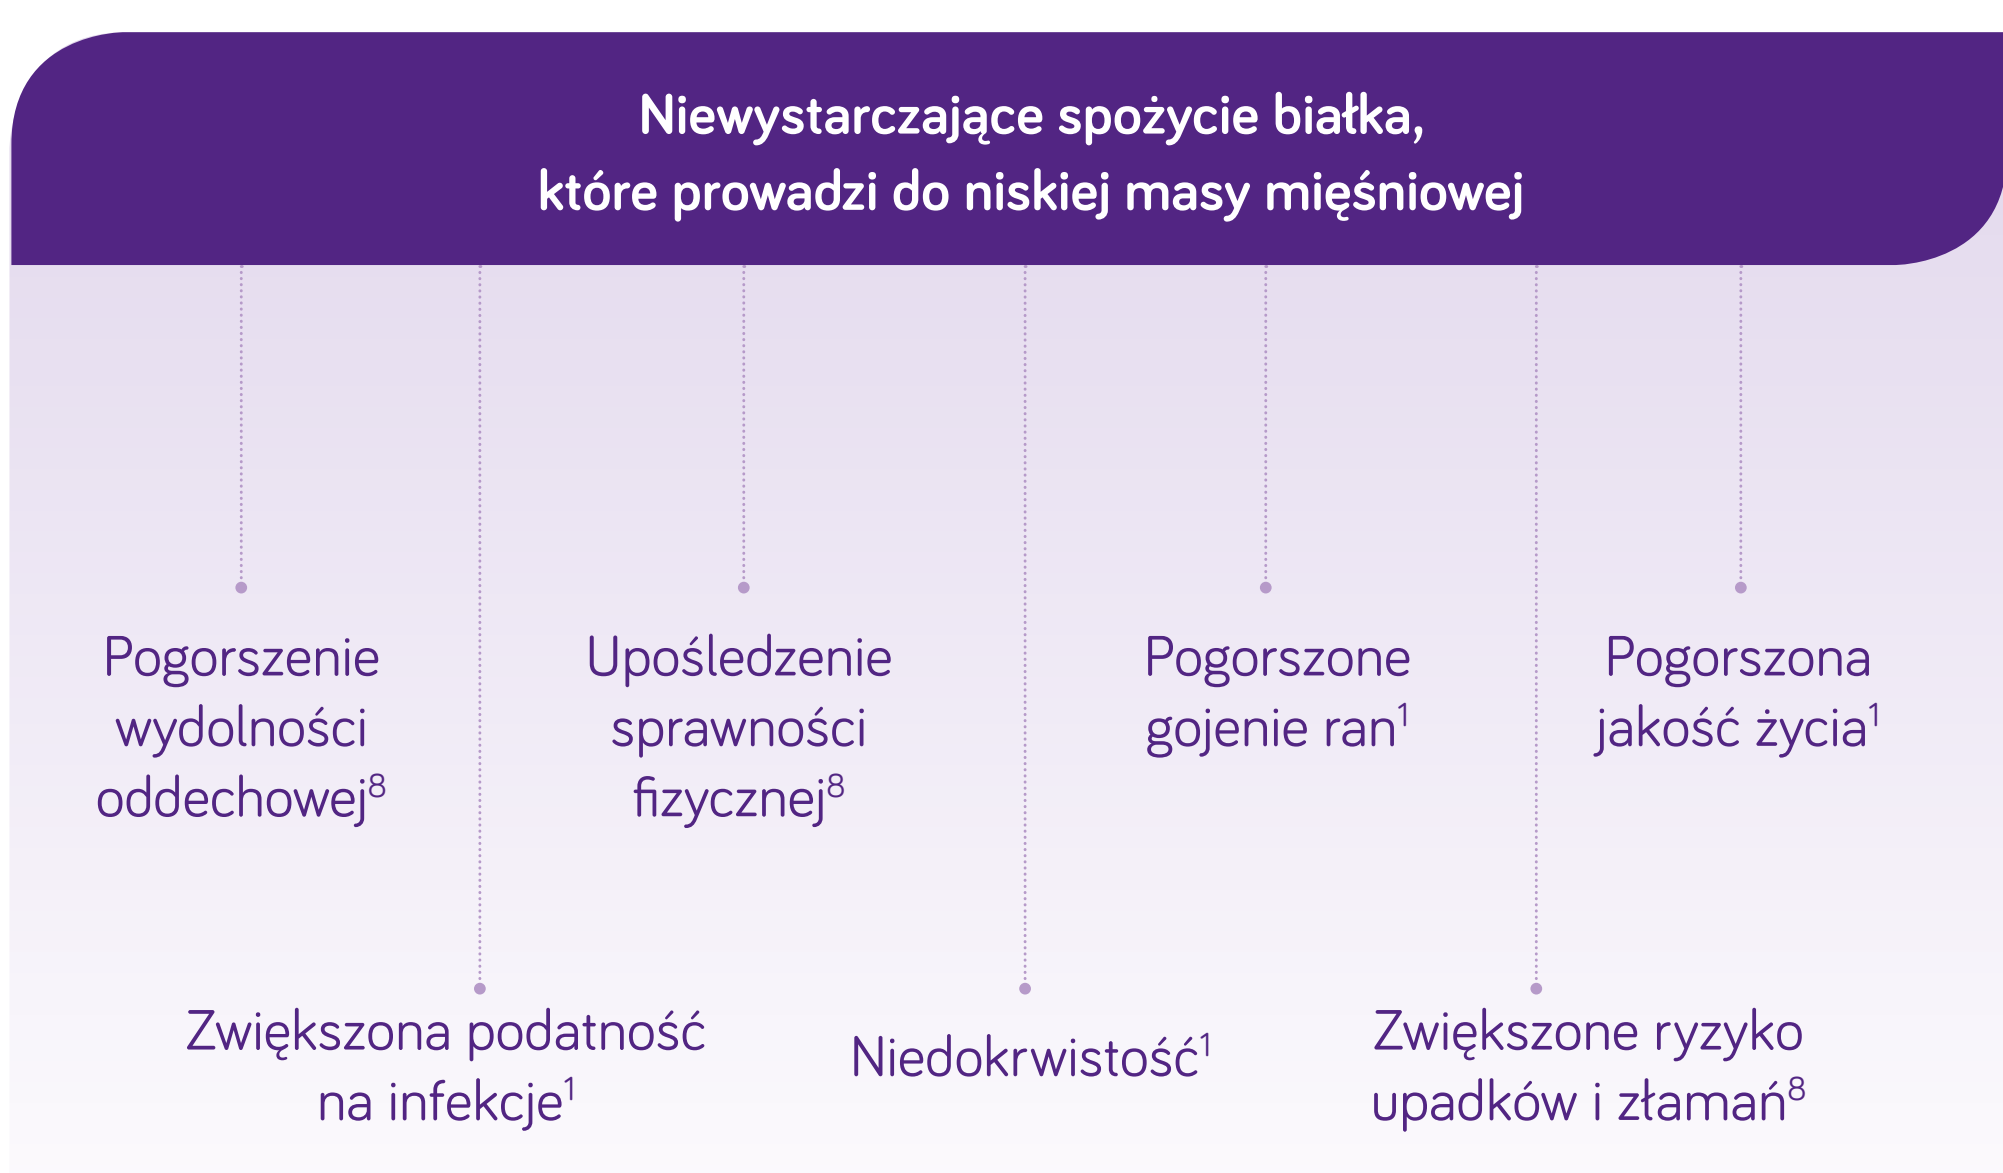 Niewystarczające spożycie białka,
które prowadzi do niskiej masy mięśniowej
Pogorszenie
wydolności
oddechowej⁸
Upośledzenie
sprawności
fizycznej⁸
Pogorszone
gojenie ran¹
Pogorszona
jakość życia¹
Zwiększona podatność
na infekcje¹
Niedokrwistość¹
Zwiększone ryzyko
upadków i złamań⁸